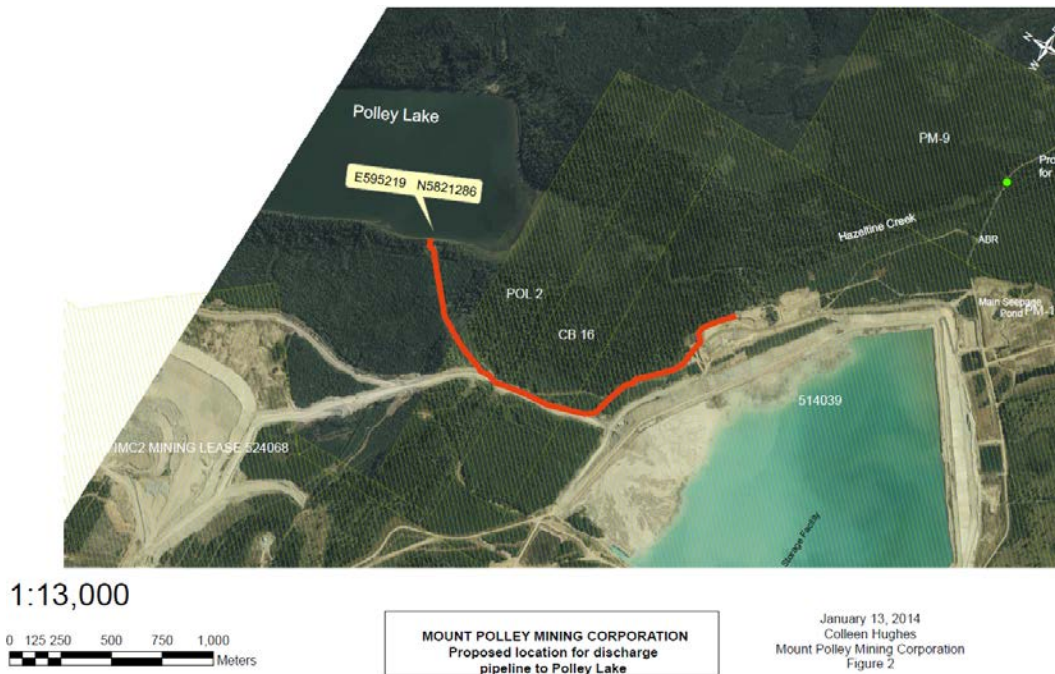 N
W
Polley Lake
PM-9
E595219 N5821286
Hazeltine Creek
ABR
POL 2
Main Seepage
Pond
CB 16
514039
MC2 MINING LEASE 524068
Storage Facility
1:13,000
0 125 250 500 750 1,000
Meters
MOUNT POLLEY MINING CORPORATION
Proposed location for discharge
pipeline to Polley Lake
January 13, 2014
Colleen Hughes
Mount Polley Mining Corporation
Figure 2